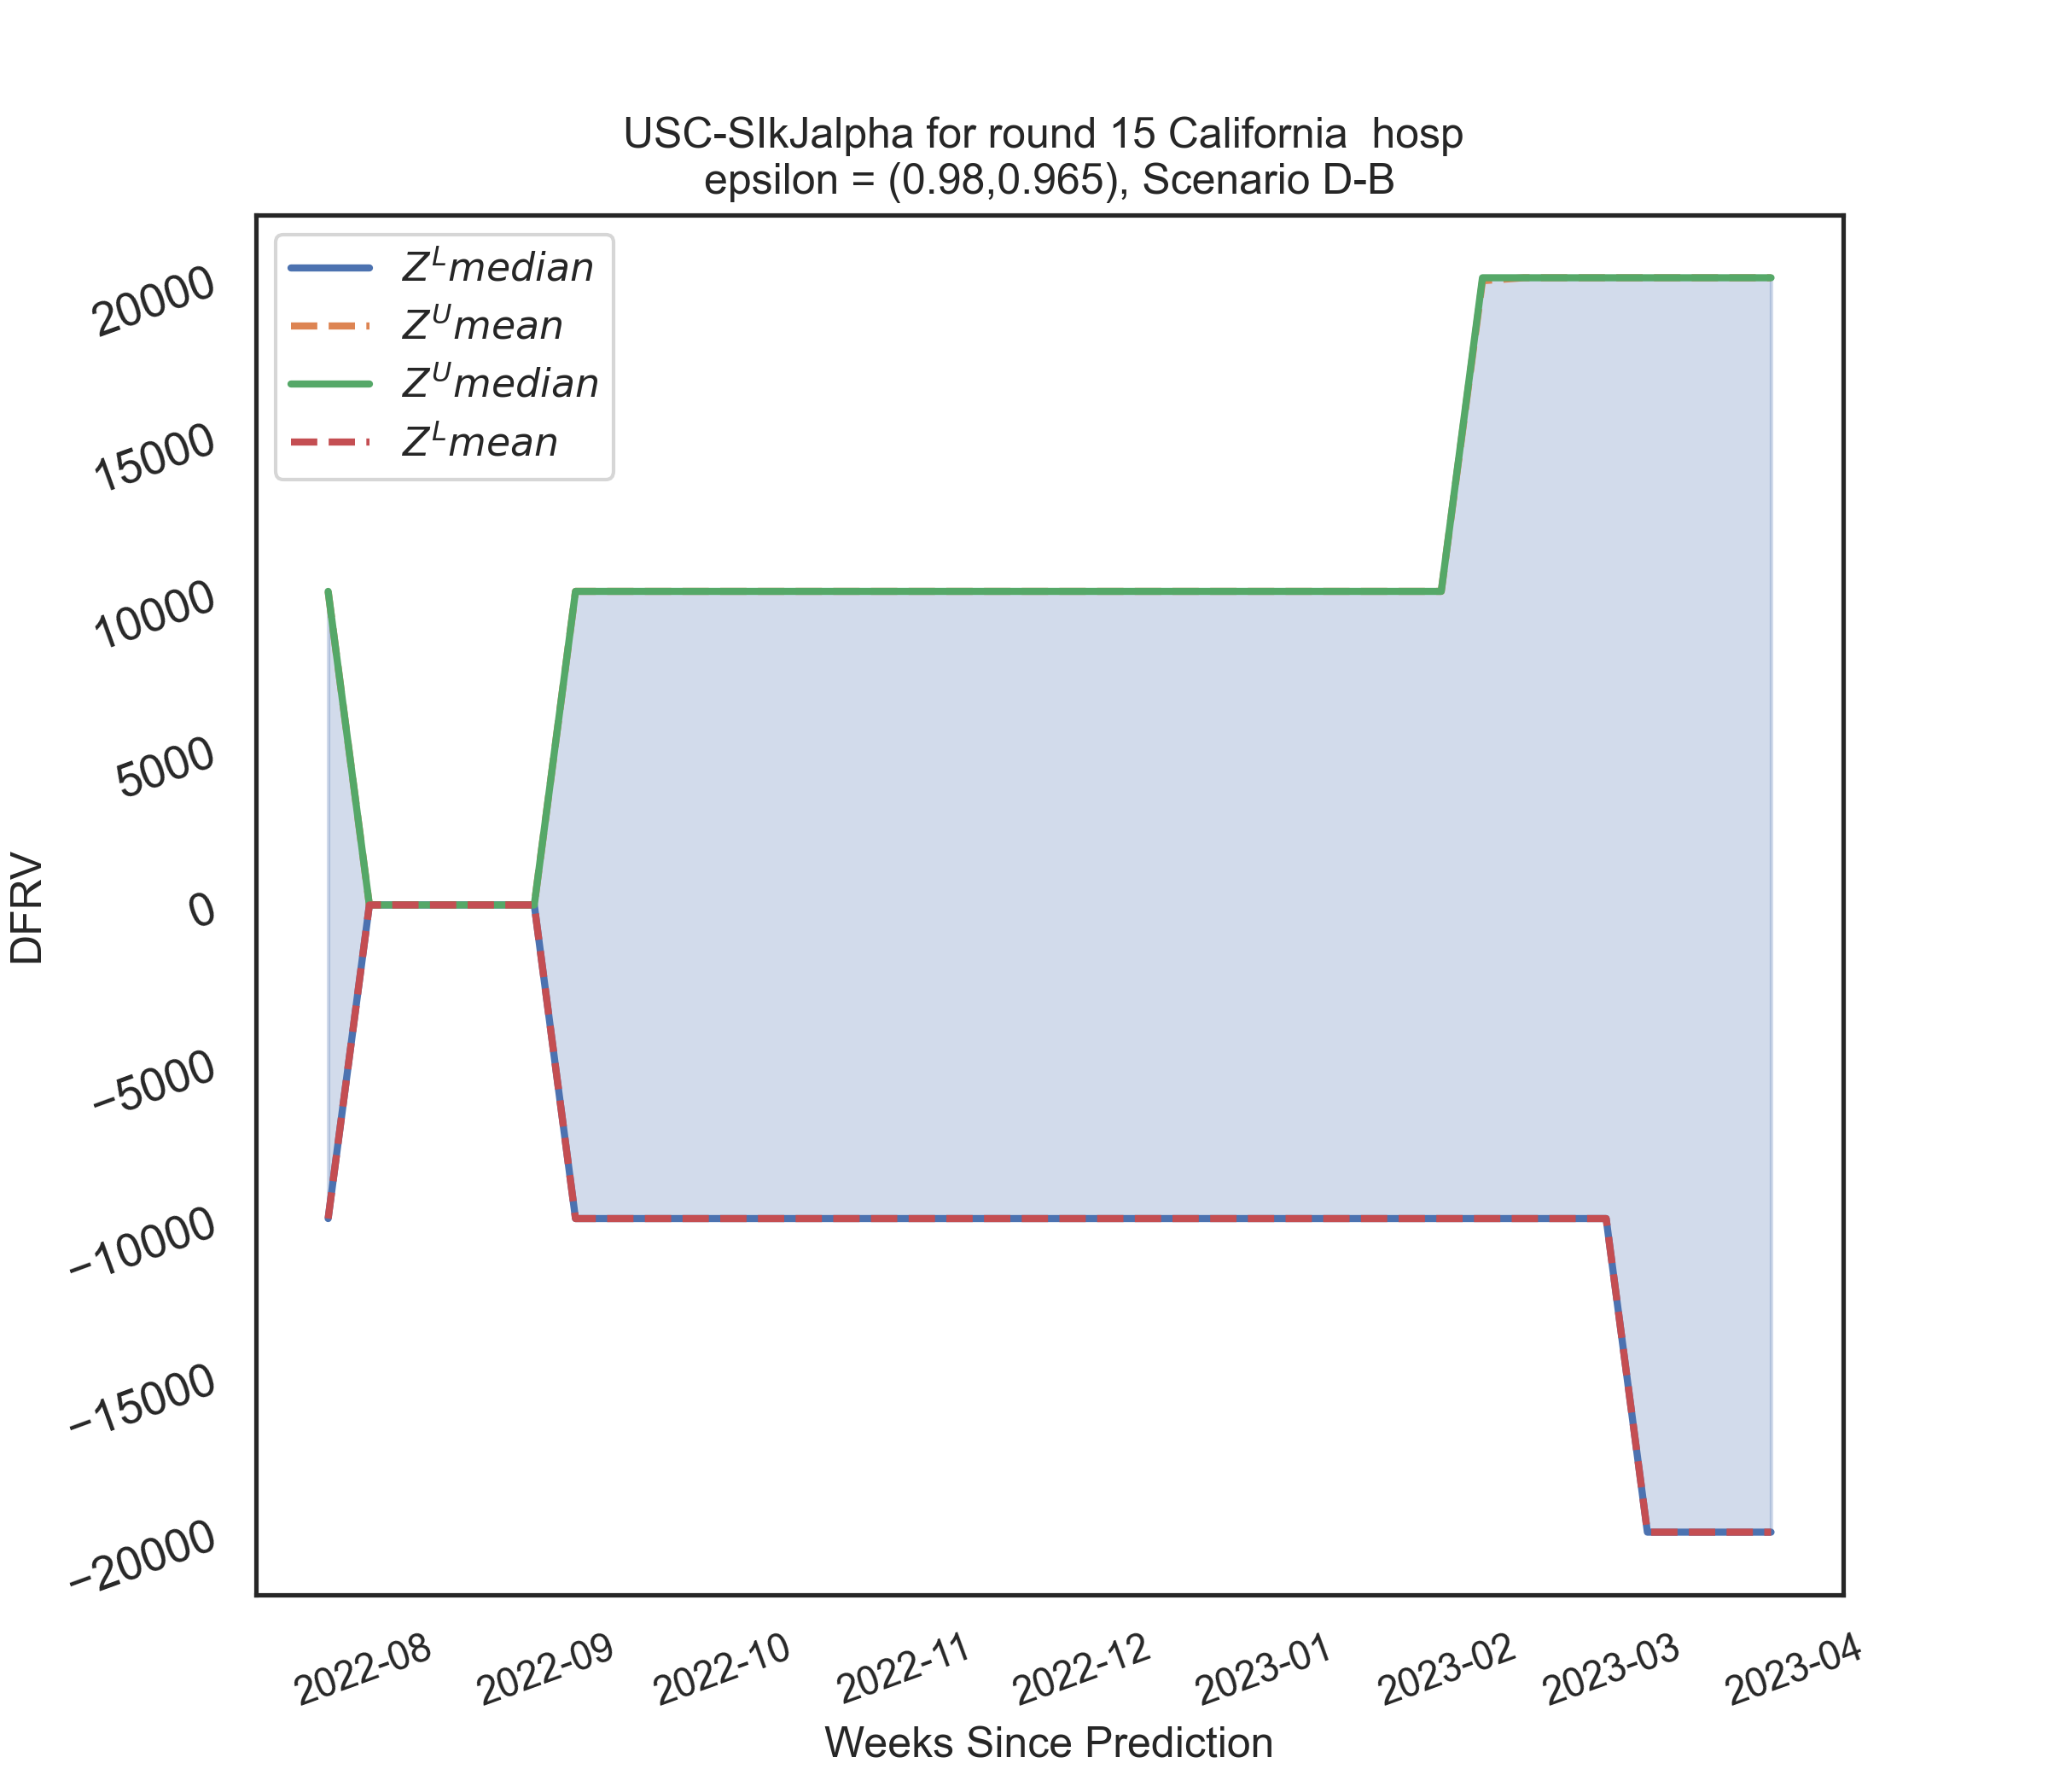 USC-SIkJalpha for round 15 California  hosp
epsilon = (0.98,0.965), Scenario D-B
Z^L median
Z^U mean
Z^U median
Z^L mean
20000
15000
10000
5000
0
−5000
−10000
−15000
−20000
DFRV
2022-08
2022-09
2022-10
2022-11
2022-12
2023-01
2023-02
2023-03
2023-04
Weeks Since Prediction